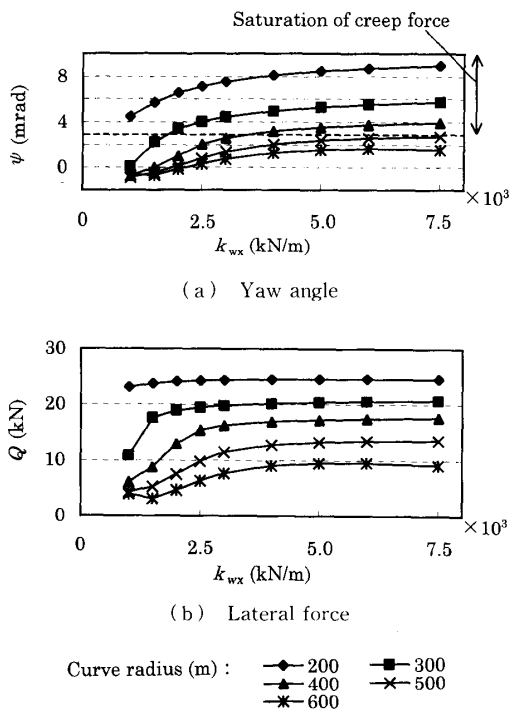 Saturation of creep force
8
4
0
ψ (mrad)
0
2.5
5.0
7.5
×10³
k_wx (kN/m)
(a) Yaw angle
30
20
10
0
Q (kN)
0
2.5
5.0
7.5
×10³
k_wx (kN/m)
(b) Lateral force
Curve radius (m) : 200 300
400 500
600